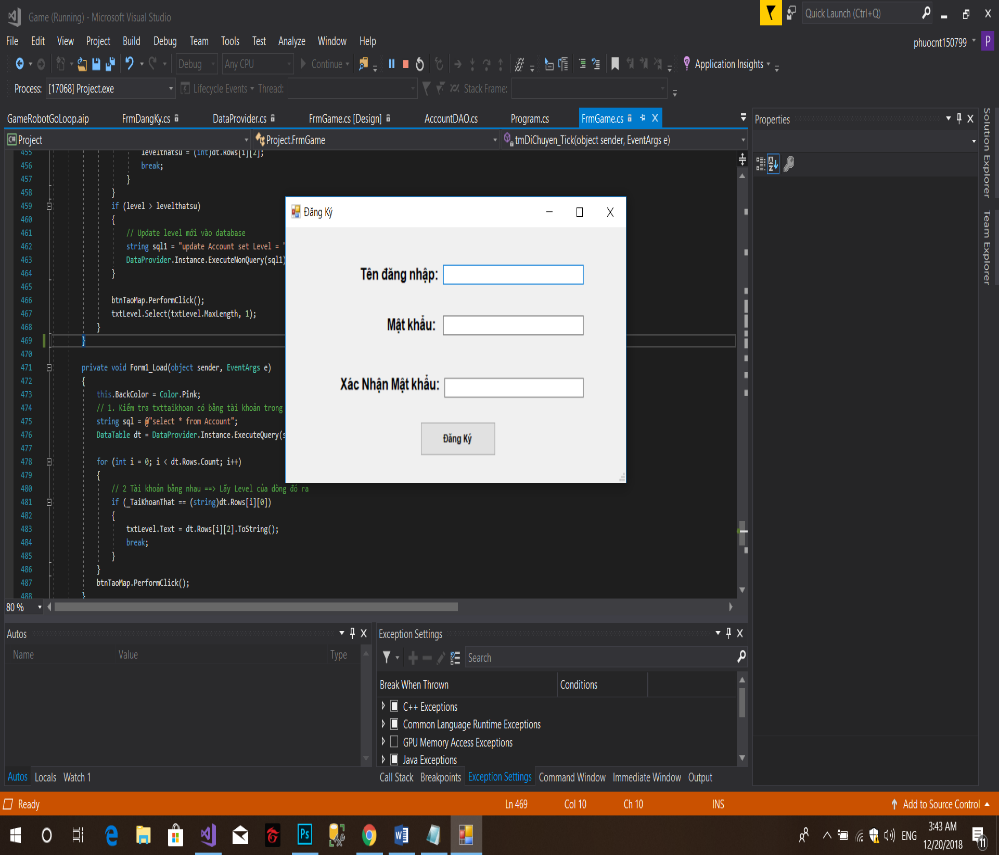 Game (Running) - Microsoft Visual Studio
Quick Launch (Ctrl+Q)
File Edit View Project Build Debug Team Tools Test Analyze Window Help
phuocnt150799 P
Debug Any CPU Continue Application Insights
Process: [17068] Project.exe Lifecycle Events Thread: Stack Frame:
GameRobotGoLoop.aip FrmDangKy.cs DataProvider.cs FrmGame.cs [Design] AccountDAO.cs Program.cs FrmGame.cs
Project Project.FrmGame tmDiChuyen_Tick(object sender, EventArgs e)
455 levelthatsu = (int)dt.Rows[i][2];
456 break;
457 }
458 }
459 if (level > levelthatsu)
460 {
461 // Update level mới vào database
462 string sql1 = "update Account set Level = "
463 DataProvider.Instance.ExecuteNonQuery(sql1)
464 }
465
466 btnTaoMap.PerformClick();
467 txtLevel.Select(txtLevel.MaxLength, 1);
468 }
469 }
470
471 private void Form1_Load(object sender, EventArgs e)
472 {
473 this.BackColor = Color.Pink;
474 // 1. Kiểm tra txttaikhoan có bằng tài khoản trong
475 string sql = @"select * from Account";
476 DataTable dt = DataProvider.Instance.ExecuteQuery(s
477
478 for (int i = 0; i < dt.Rows.Count; i++)
479 {
480 // 2 Tài khoản bằng nhau ==> Lấy Level của dòng đó ra
481 if (_TaiKhoanThat == (string)dt.Rows[i][0])
482 {
483 txtLevel.Text = dt.Rows[i][2].ToString();
484 break;
485 }
486 }
487 btnTaoMap.PerformClick();
488 }
80 %
Đăng Ký
Tên đăng nhập:
Mật khẩu:
Xác Nhận Mật khẩu:
Đăng Ký
Properties
Solution Explorer
Team Explorer
Autos
Name Value Type
Autos Locals Watch 1
Exception Settings
Search
Break When Thrown Conditions
C++ Exceptions
Common Language Runtime Exceptions
GPU Memory Access Exceptions
Java Exceptions
Call Stack Breakpoints Exception Settings Command Window Immediate Window Output
Ready Ln 469 Col 10 Ch 10 INS Add to Source Control
Ps
ENG
3:43 AM
12/20/2018
11